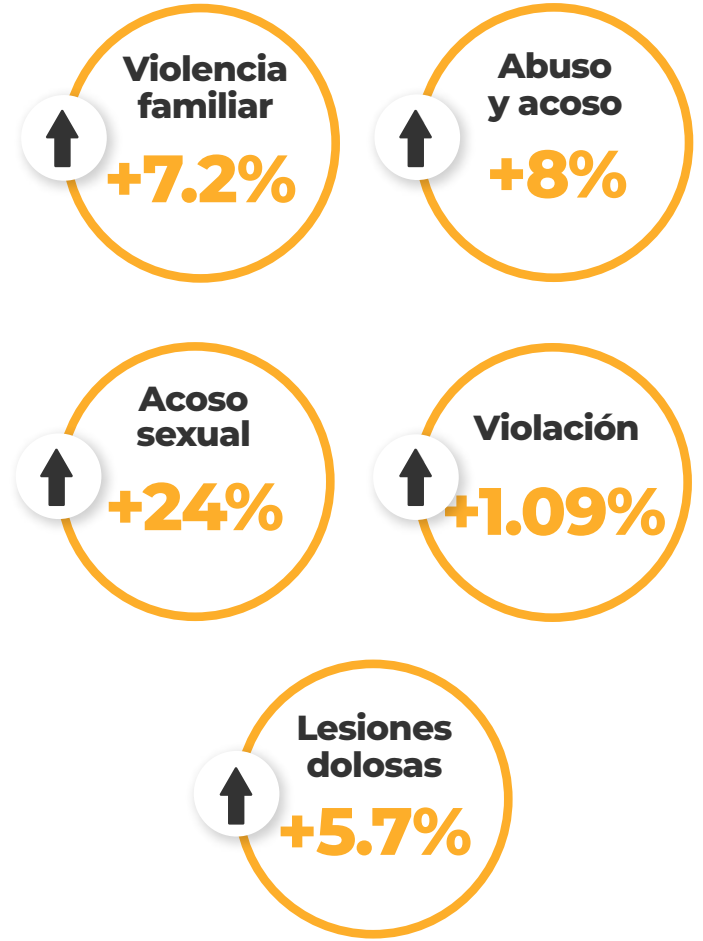 Violencia
familiar
+7.2%
Abuso
y acoso
+8%
Acoso
sexual
+24%
Violación
+1.09%
Lesiones
dolosas
+5.7%